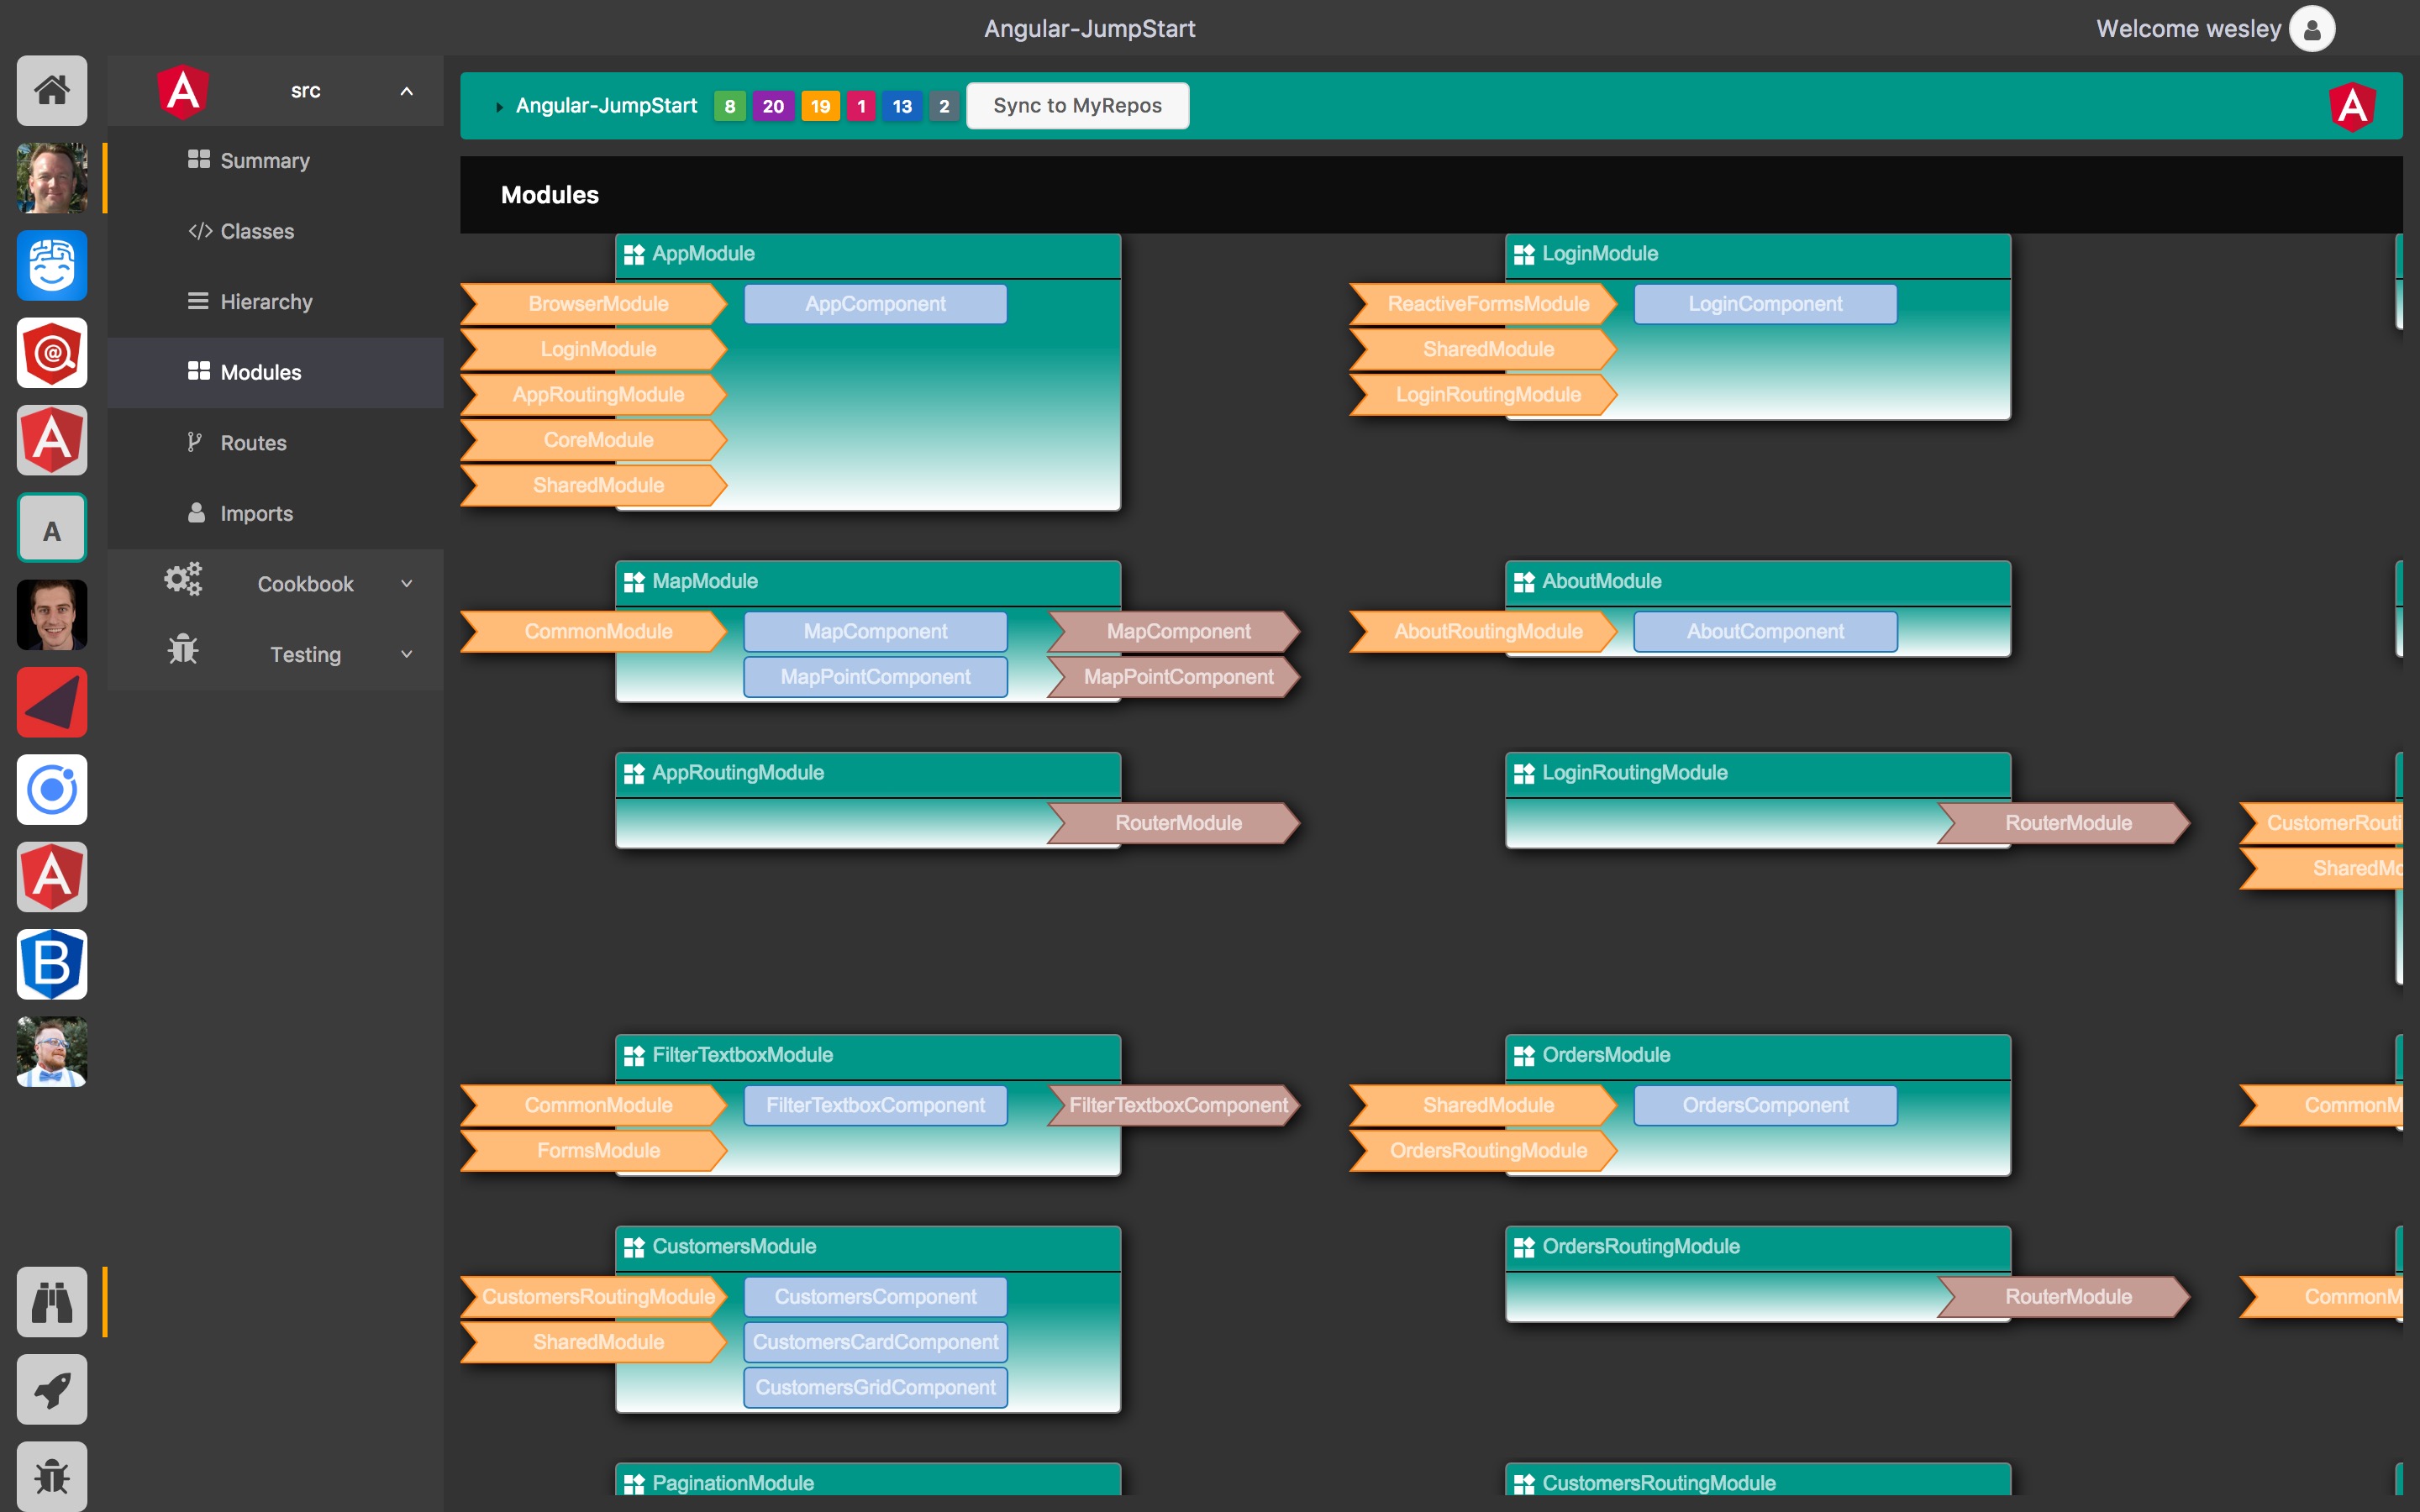 Angular-JumpStart
Welcome wesley
src
Summary
</> Classes
Hierarchy
Modules
Routes
Imports
Cookbook
Testing
A
Angular-JumpStart 8 20 19 1 13 2 Sync to MyRepos
Modules
AppModule
BrowserModule AppComponent
LoginModule
AppRoutingModule
CoreModule
SharedModule
LoginModule
ReactiveFormsModule LoginComponent
SharedModule
LoginRoutingModule
MapModule
CommonModule MapComponent MapComponent
MapPointComponent MapPointComponent
AboutModule
AboutRoutingModule AboutComponent
AppRoutingModule
RouterModule
LoginRoutingModule
RouterModule
CustomerRouti
SharedMo
FilterTextboxModule
CommonModule FilterTextboxComponent FilterTextboxComponent
FormsModule
OrdersModule
SharedModule OrdersComponent
OrdersRoutingModule
CommonM
CustomersModule
CustomersRoutingModule CustomersComponent
SharedModule CustomersCardComponent
CustomersGridComponent
OrdersRoutingModule
RouterModule
CommonM
PaginationModule
CustomersRoutingModule